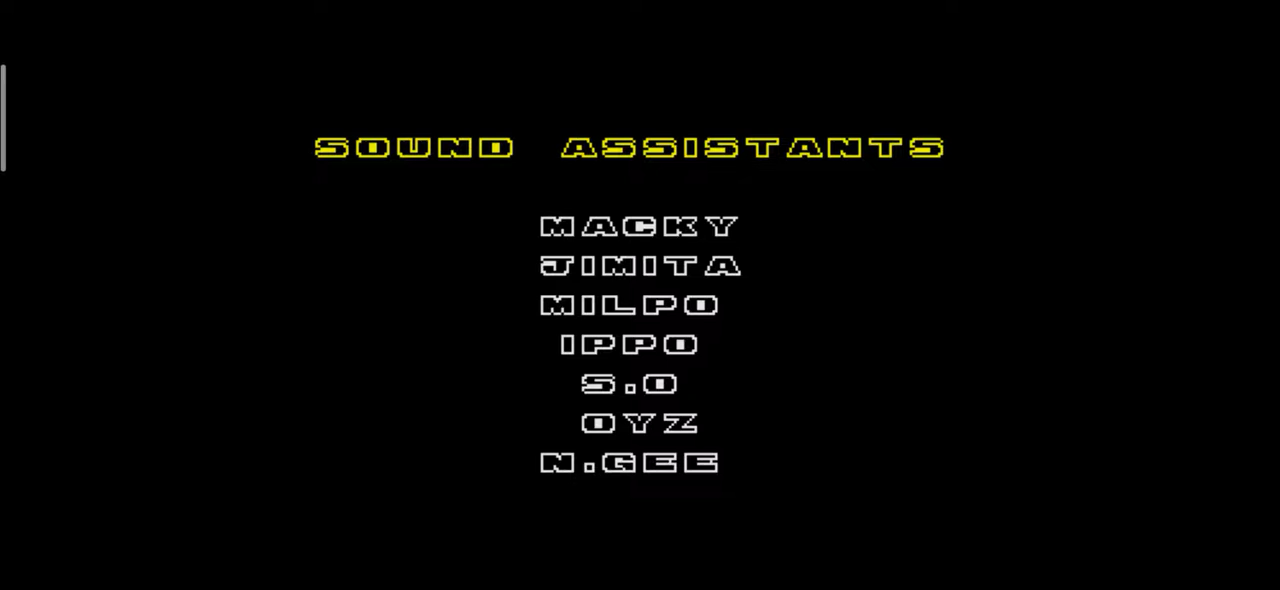 SOUND ASSISTANTS
MACKY
JIMITA
MILPO
IPPO
S.O
OYZ
N.GEE